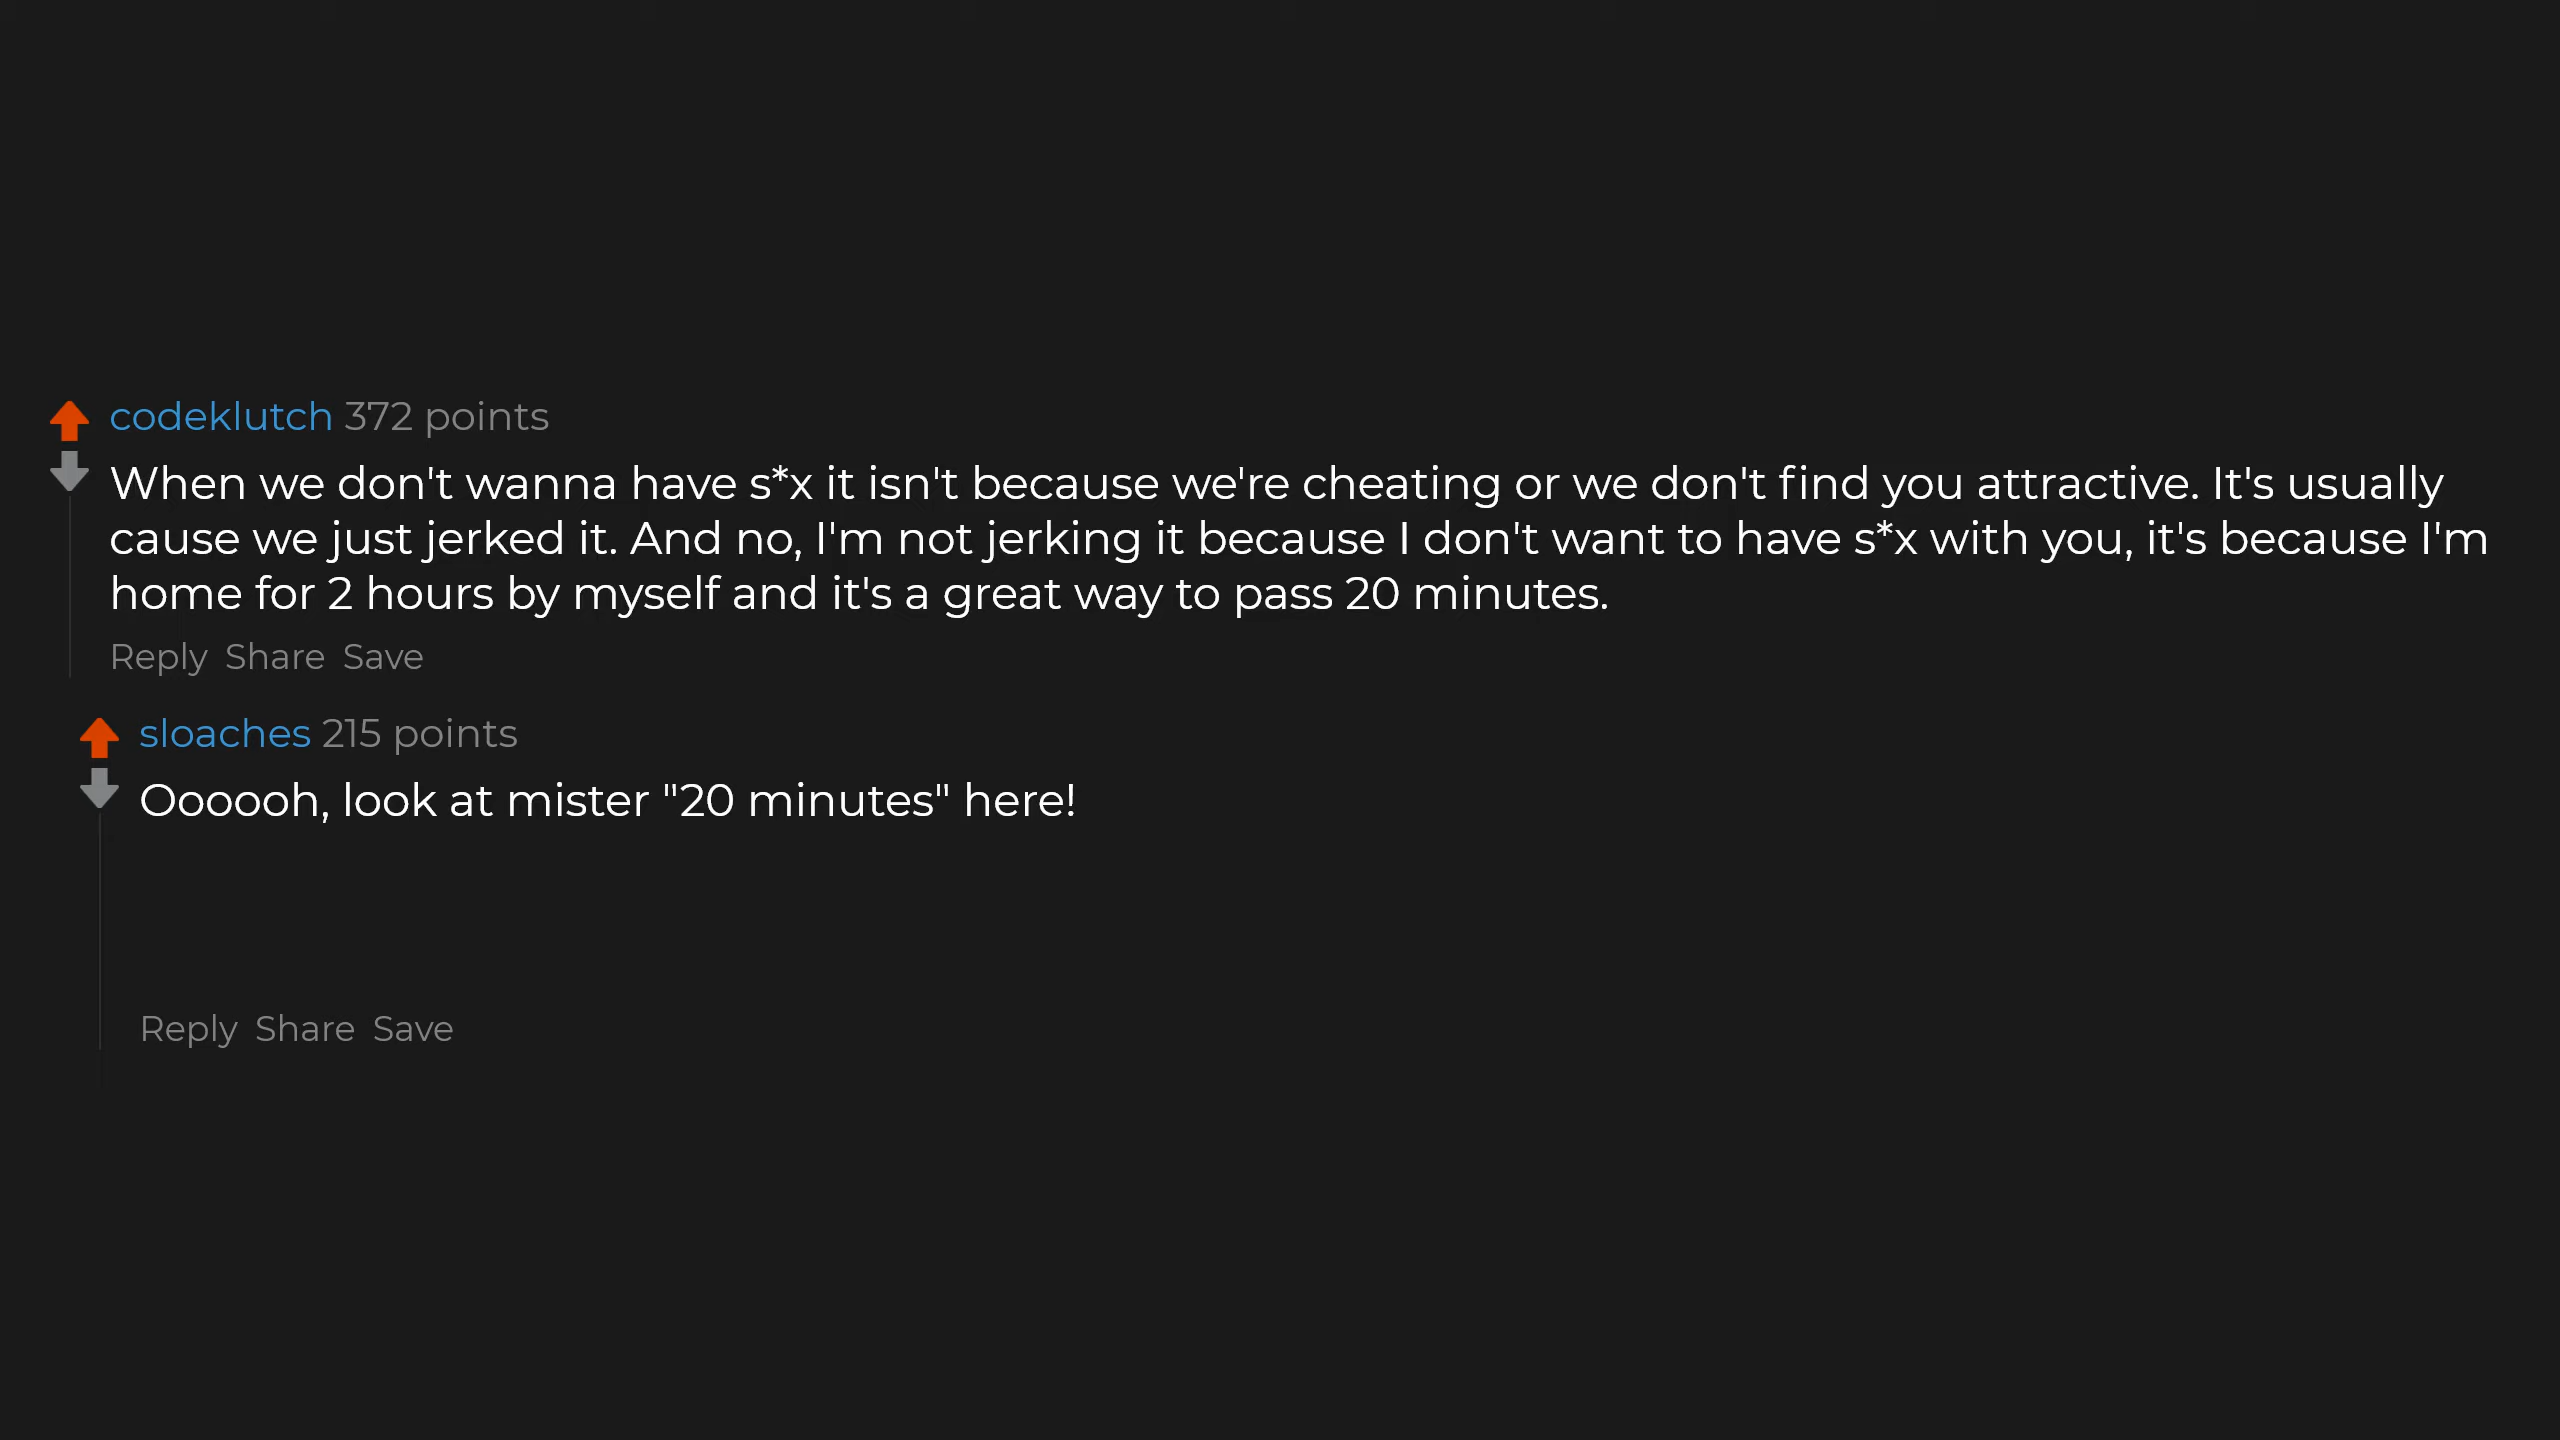 codeklutch 372 points
When we don't wanna have s*x it isn't because we're cheating or we don't find you attractive. It's usually
cause we just jerked it. And no, I'm not jerking it because I don't want to have s*x with you, it's because I'm
home for 2 hours by myself and it's a great way to pass 20 minutes.
Reply Share Save
sloaches 215 points
Oooooh, look at mister "20 minutes" here!
Reply Share Save